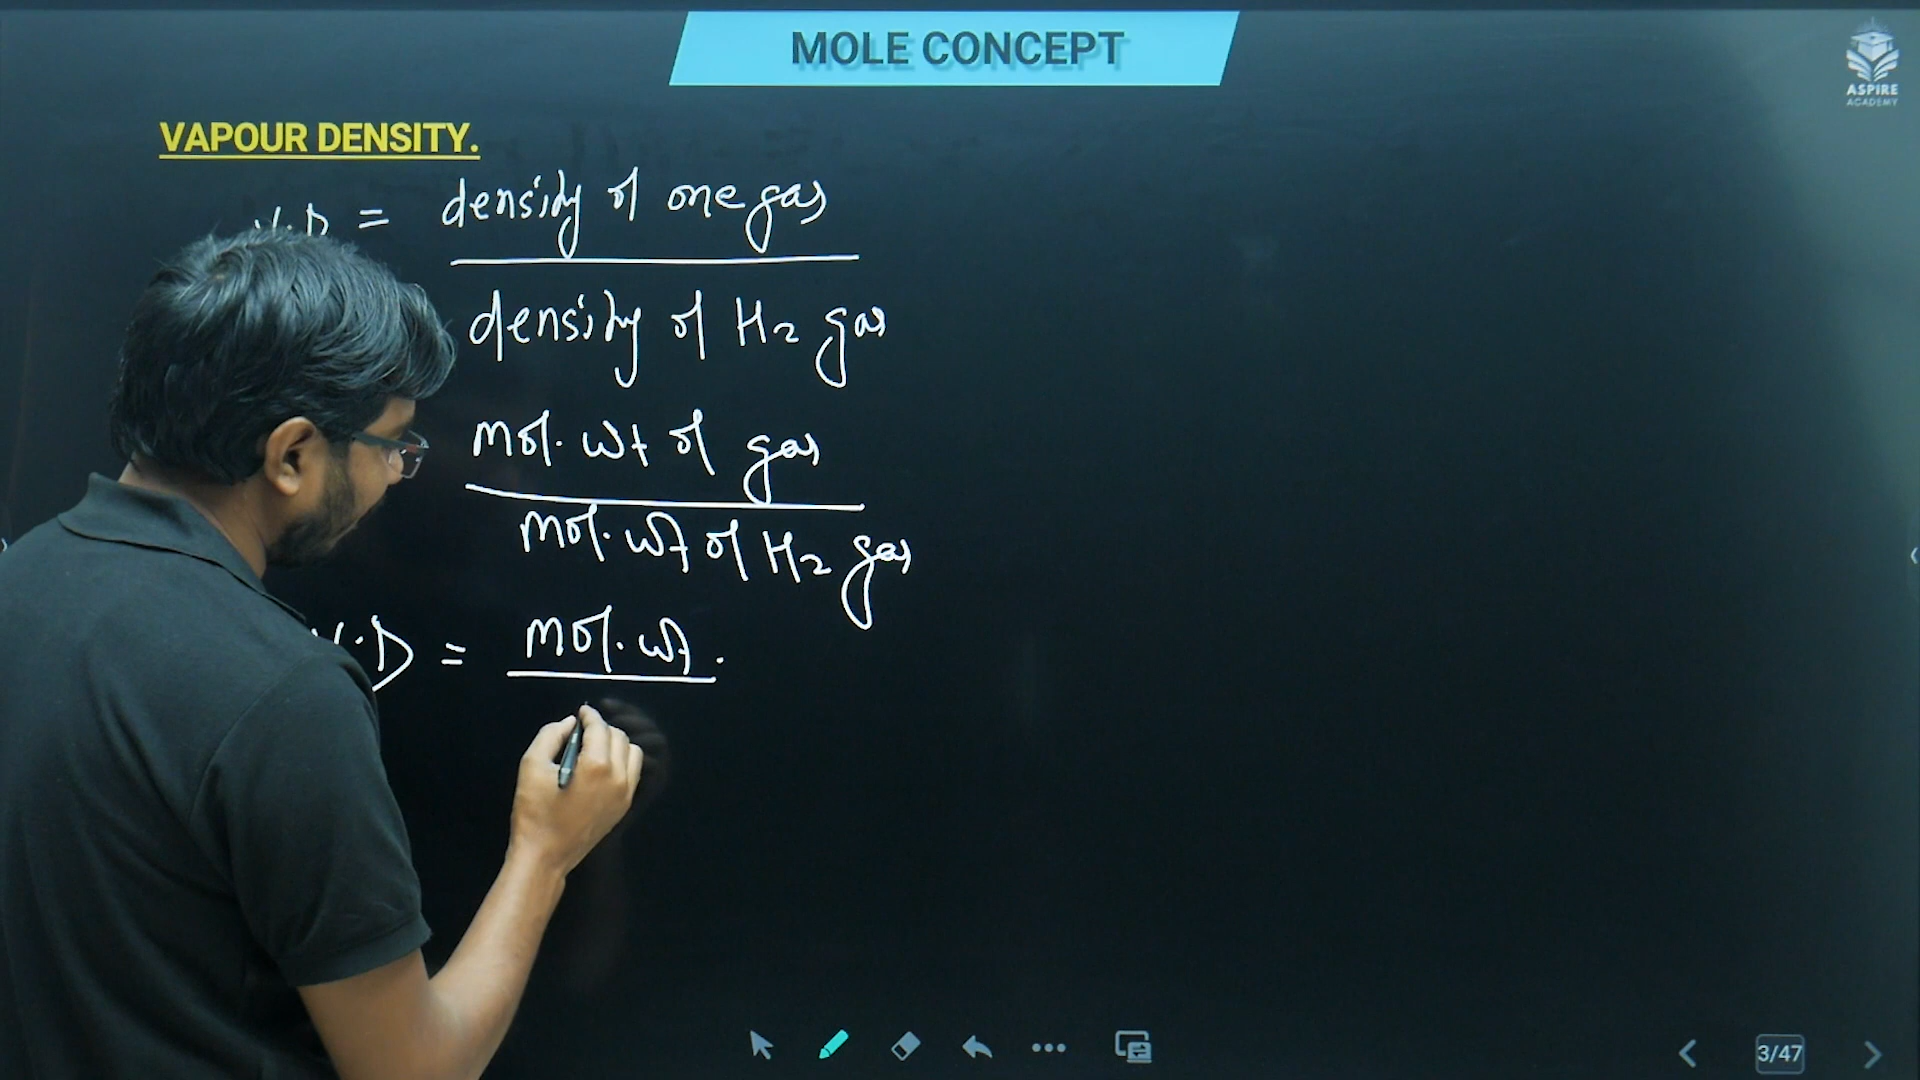 MOLE CONCEPT
ASPIRE
ACADEMY
VAPOUR DENSITY.
V.D = density of one gas
density of H2 gas
mol. wt of gas
mol. wt of H2 gas
V.D = mol. wt.
3/47